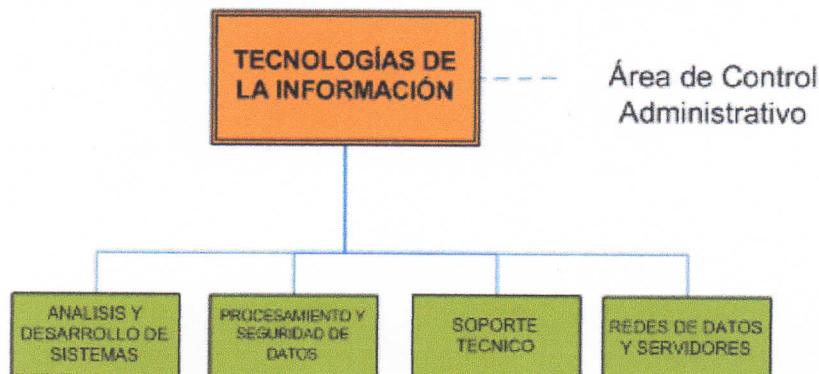 TECNOLOGÍAS DE
LA INFORMACIÓN
Área de Control
Administrativo
ANALISIS Y
DESARROLLO DE
SISTEMAS
PROCESAMIENTO Y
SEGURIDAD DE
DATOS
SOPORTE
TECNICO
REDES DE DATOS
Y SERVIDORES